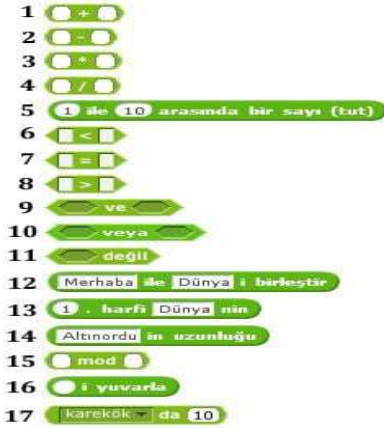 1 +
2 -
3 *
4 /
5 1 ile 10 arasında bir sayı (tut)
6 <
7 =
8 >
9 ve
10 veya
11 değil
12 Merhaba ile Dünya i birleştir
13 1 . harfi Dünya nin
14 Altınordu in uzunluğu
15 mod
16 i yuvarla
17 karekök da 10